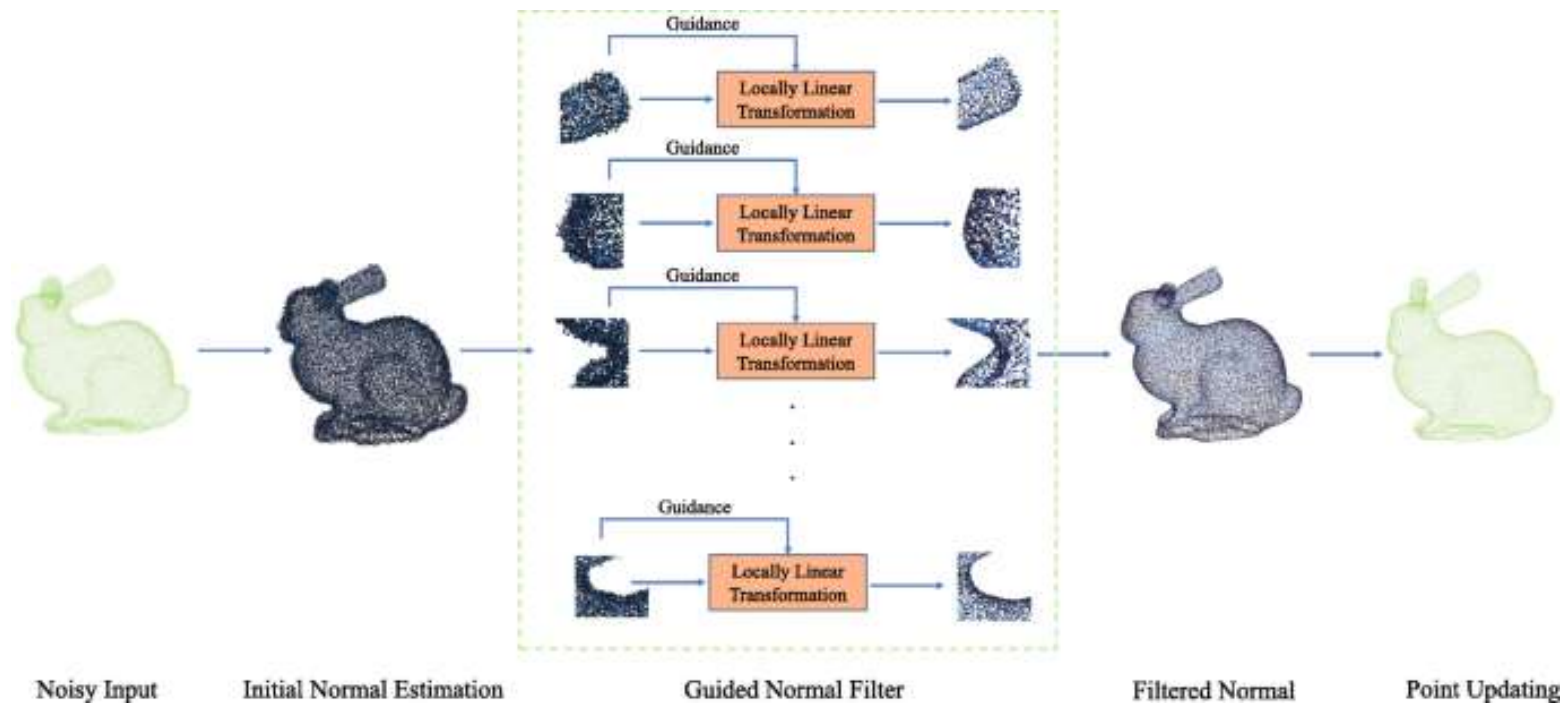 Guidance
Locally Linear
Transformation
Guidance
Locally Linear
Transformation
Guidance
Locally Linear
Transformation
Guidance
Locally Linear
Transformation
Noisy Input
Initial Normal Estimation
Guided Normal Filter
Filtered Normal
Point Updating